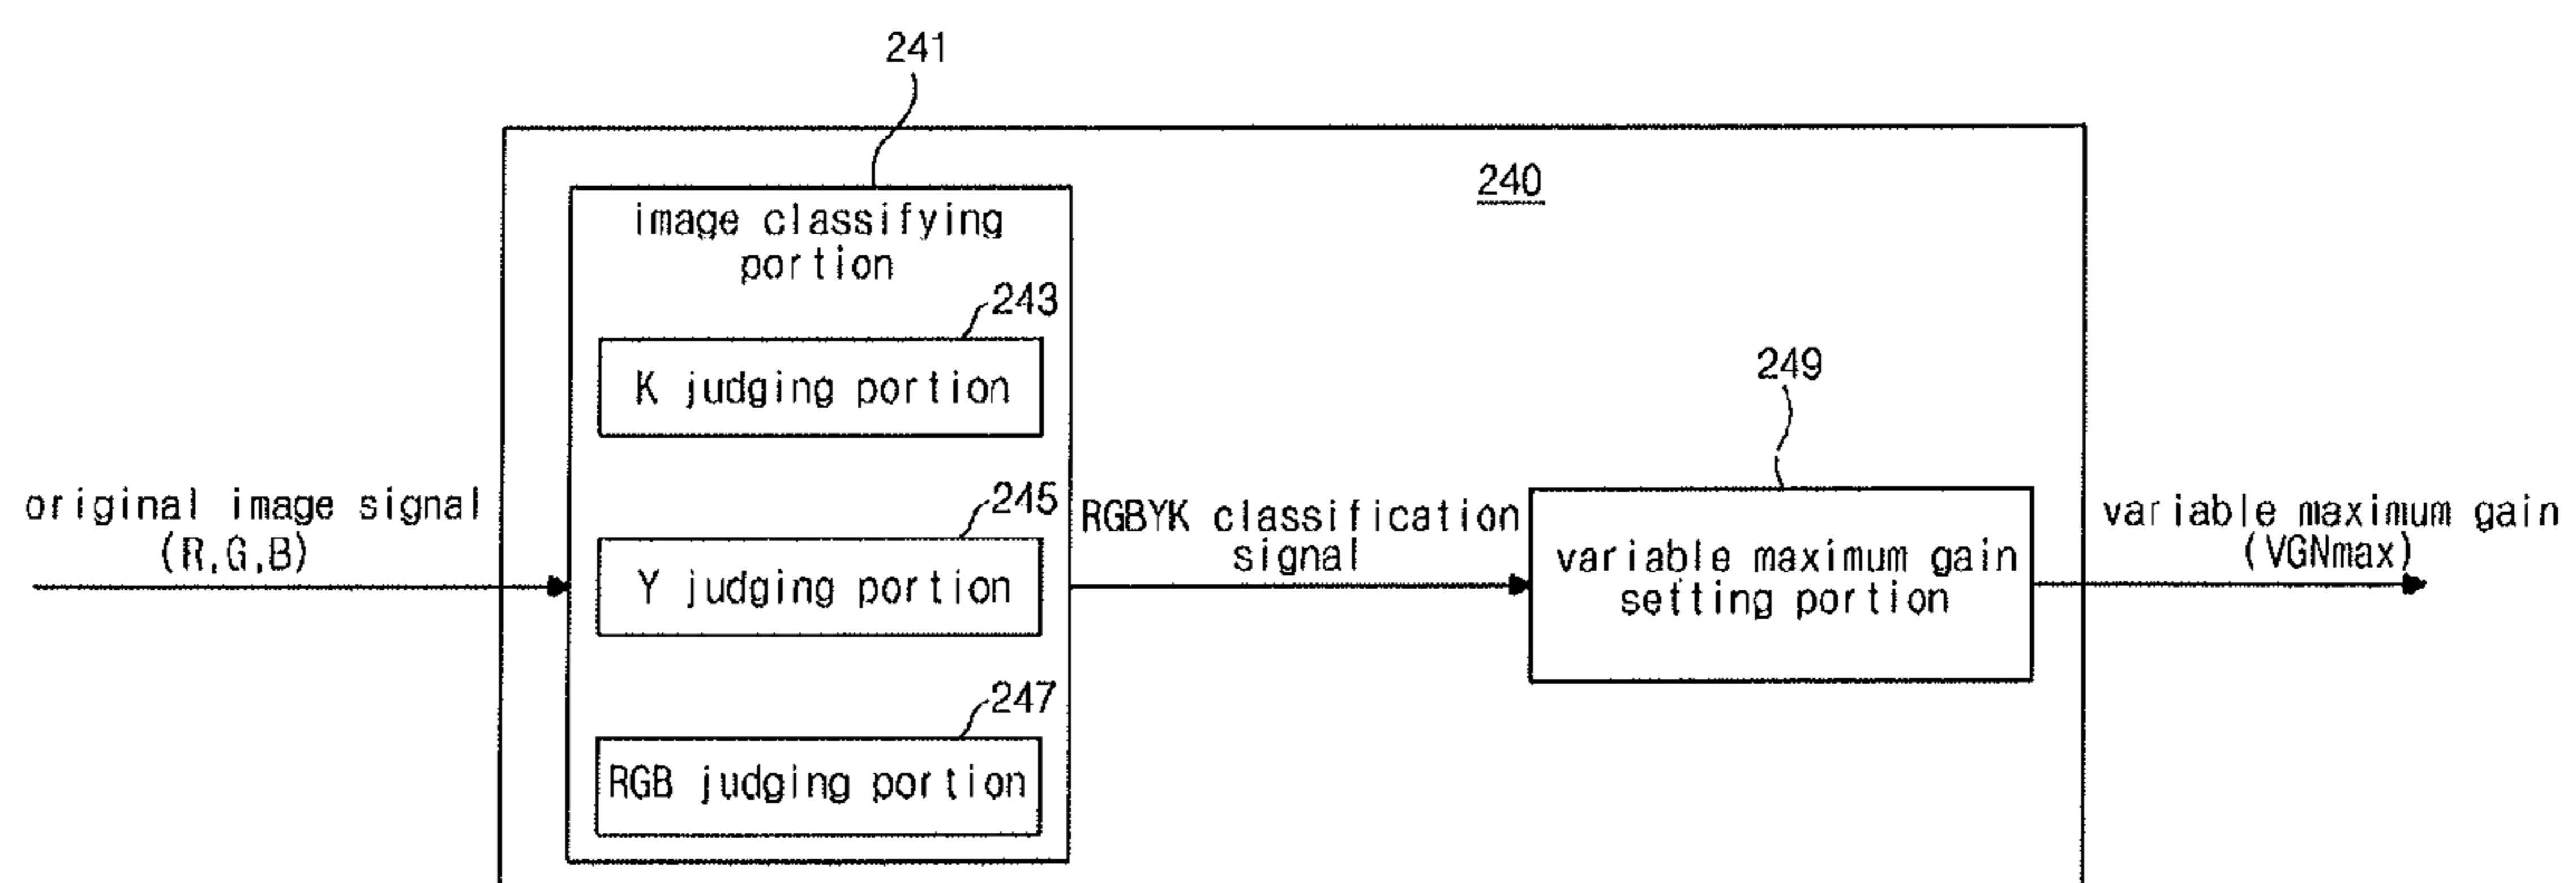 241
240
image classifying
portion
243
K judging portion
249
original image signal
(R,G,B)
245
Y judging portion
RGBYK classification
signal
variable maximum gain
setting portion
variable maximum gain
(VGNmax)
247
RGB judging portion